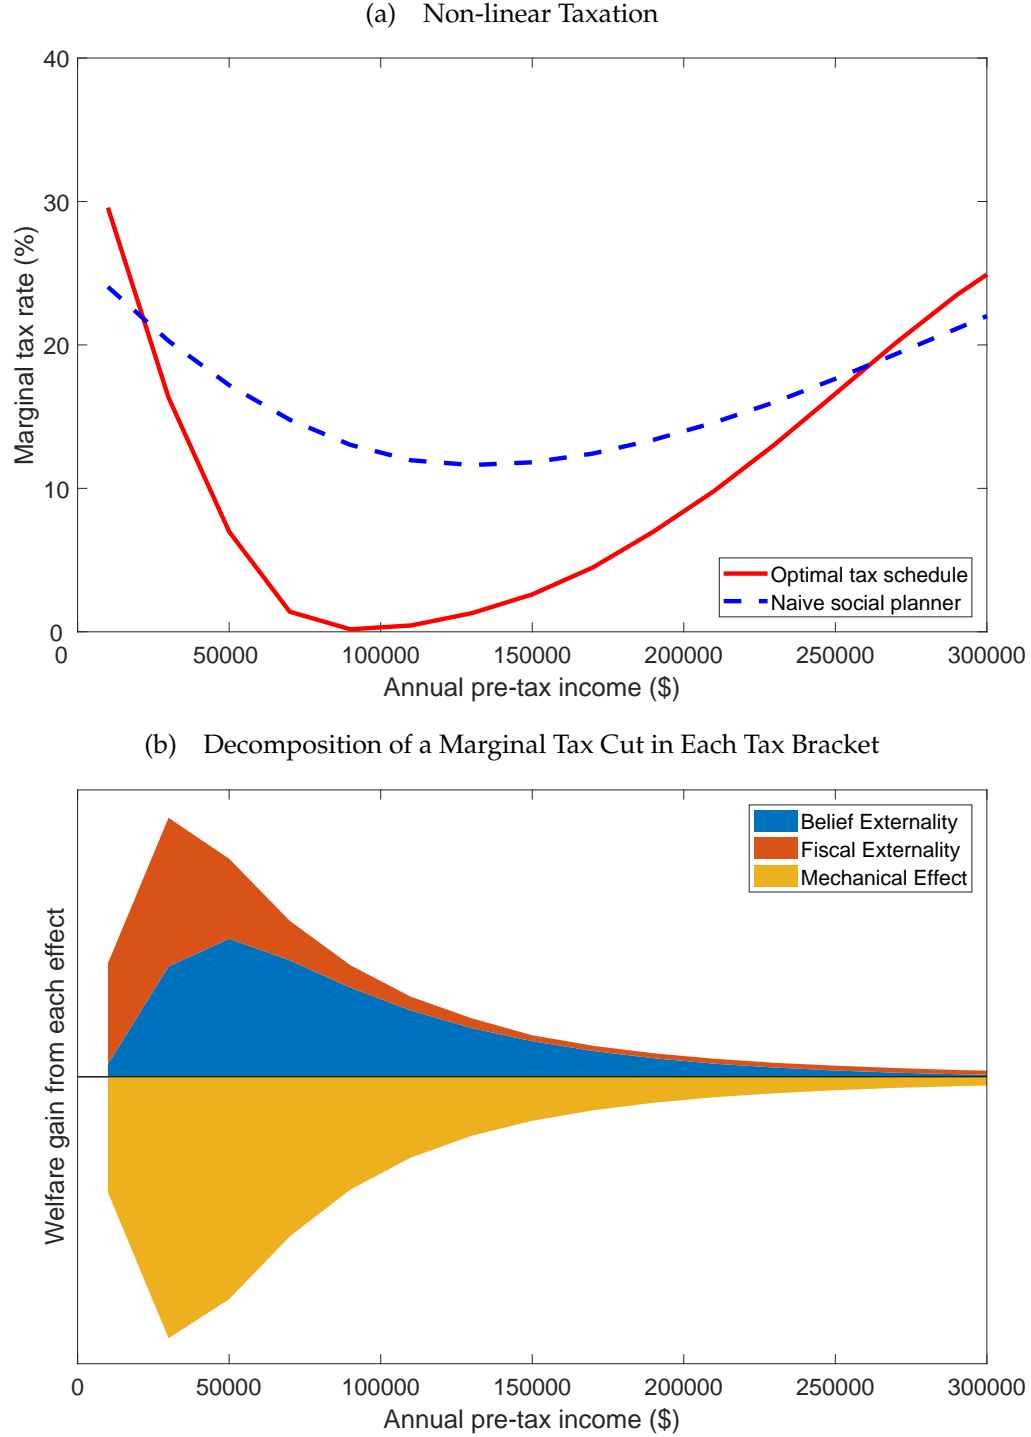 (a) Non-linear Taxation
40
30
20
10
0
Marginal tax rate (%)
Optimal tax schedule
Naive social planner
0 50000 100000 150000 200000 250000 300000
Annual pre-tax income ($)
(b) Decomposition of a Marginal Tax Cut in Each Tax Bracket
Belief Externality
Fiscal Externality
Mechanical Effect
Welfare gain from each effect
0 50000 100000 150000 200000 250000 300000
Annual pre-tax income ($)